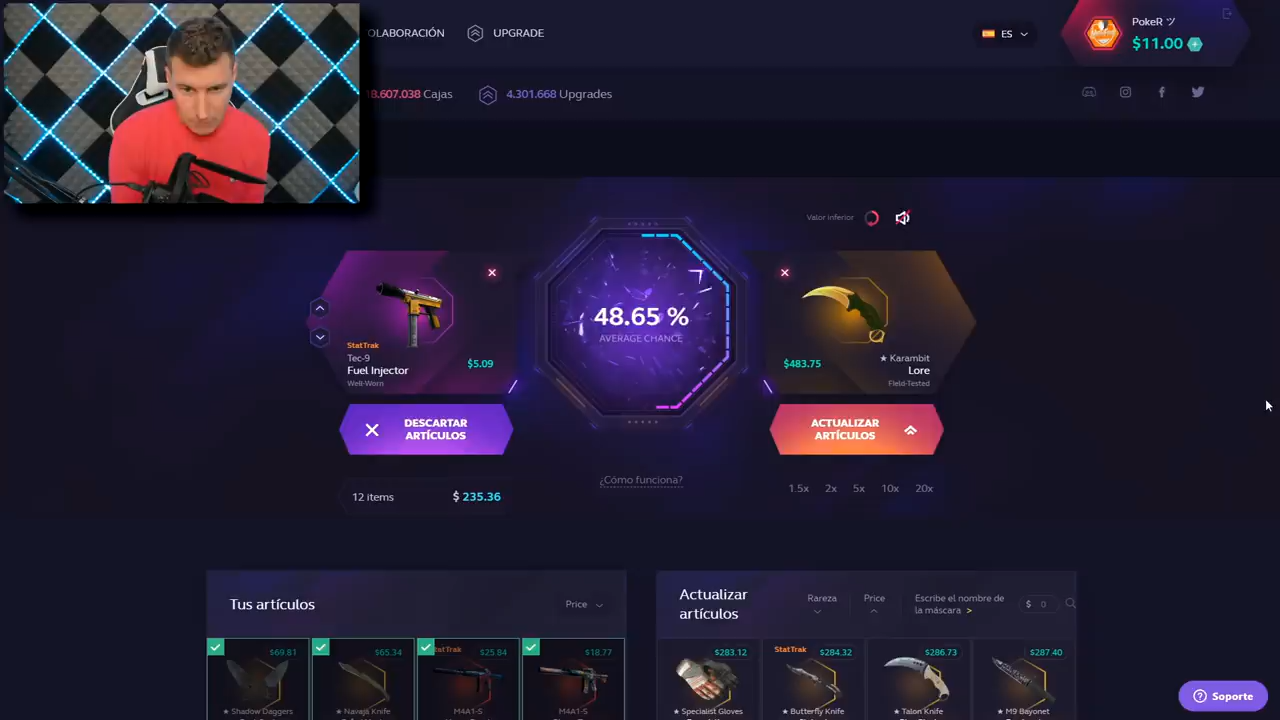 OLABORACIÓN
UPGRADE
ES
PokeR ツ
$11.00
18.607.038 Cajas
4.301.668 Upgrades
Valor inferior
48.65 %
AVERAGE CHANCE
StatTrak
Tec-9
Fuel Injector
Well-Worn
$5.09
$483.75
★ Karambit
Lore
Field-Tested
DESCARTAR
ARTÍCULOS
ACTUALIZAR
ARTÍCULOS
12 items
$ 235.36
¿Cómo funciona?
1.5x 2x 5x 10x 20x
Tus artículos
Price
Actualizar
artículos
Rareza
Price
Escribe el nombre de
la máscara >
$ 0
$69.81
★ Shadow Daggers
$65.34
★ Navaja Knife
StatTrak $25.84
M4A1-S
$18.77
M4A1-S
$283.12
★ Specialist Gloves
StatTrak $284.32
★ Butterfly Knife
$286.73
★ Talon Knife
$287.40
★ M9 Bayonet
Soporte